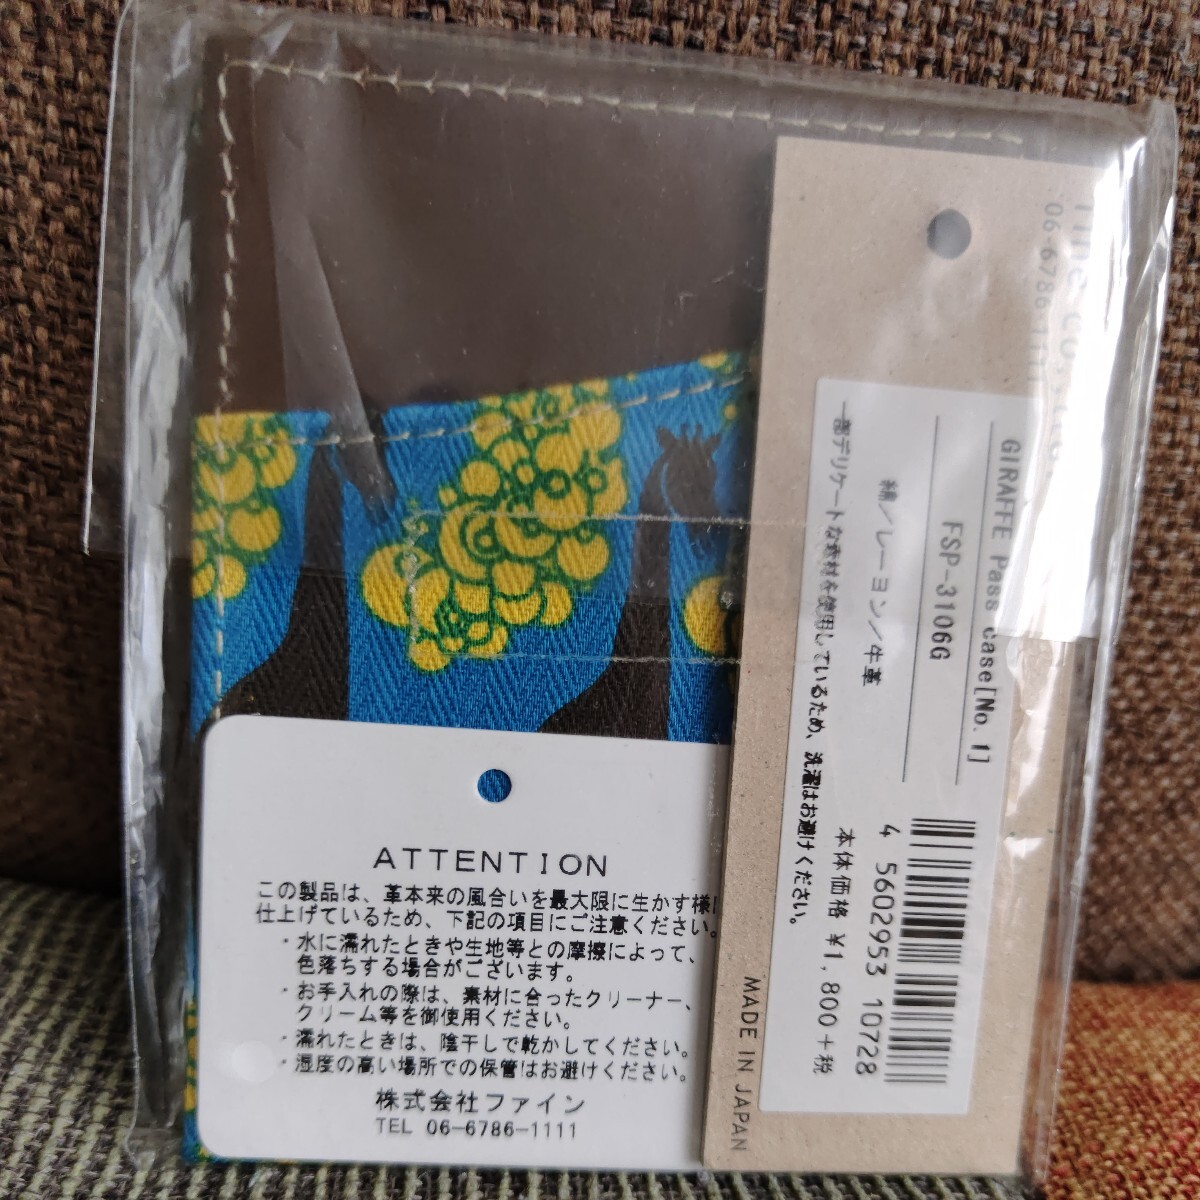 ATTENTION
この製品は、革本来の風合いを最大限に生かす様に
仕上げているため、下記の項目にご注意ください。
・水に濡れたときや生地等との摩擦によって、
色落ちする場合がございます。
・お手入れの際は、素材に合ったクリーナー、
クリーム等を御使用ください。
・濡れたときは、陰干しで乾かしてください。
・湿度の高い場所での保管はお避けください。
株式会社ファイン
TEL 06-6786-1111
06-6786-1111
GIRAFFE Pass case[No.1]
FSP-3106G
綿/レーヨン/牛革
一部デリケートな素材を使用しているため、洗濯はお避けください。
4 5602953 10728
本体価格 ¥1,800+税
MADE IN JAPAN